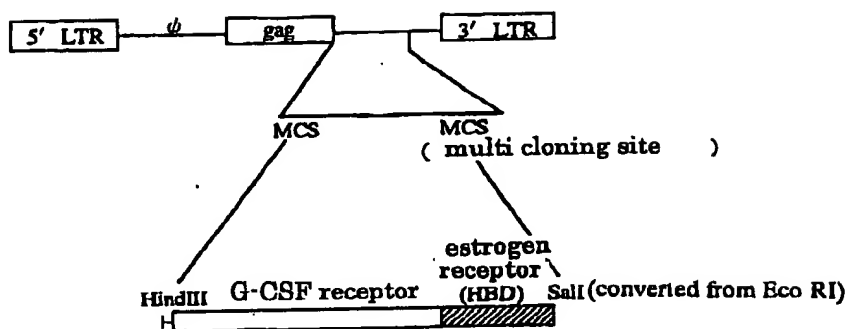 5' LTR ψ gag 3' LTR
MCS MCS
( multi cloning site )
estrogen
receptor
HindIII G-CSF receptor (HBD) SalI (converted from Eco RI)